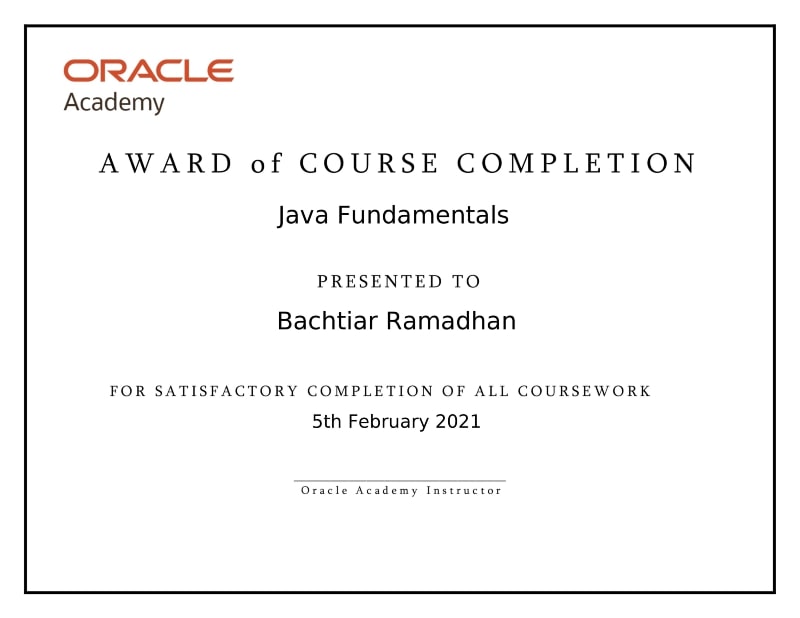 ORACLE
Academy
AWARD of COURSE COMPLETION
Java Fundamentals
PRESENTED TO
Bachtiar Ramadhan
FOR SATISFACTORY COMPLETION OF ALL COURSEWORK
5th February 2021
Oracle Academy Instructor